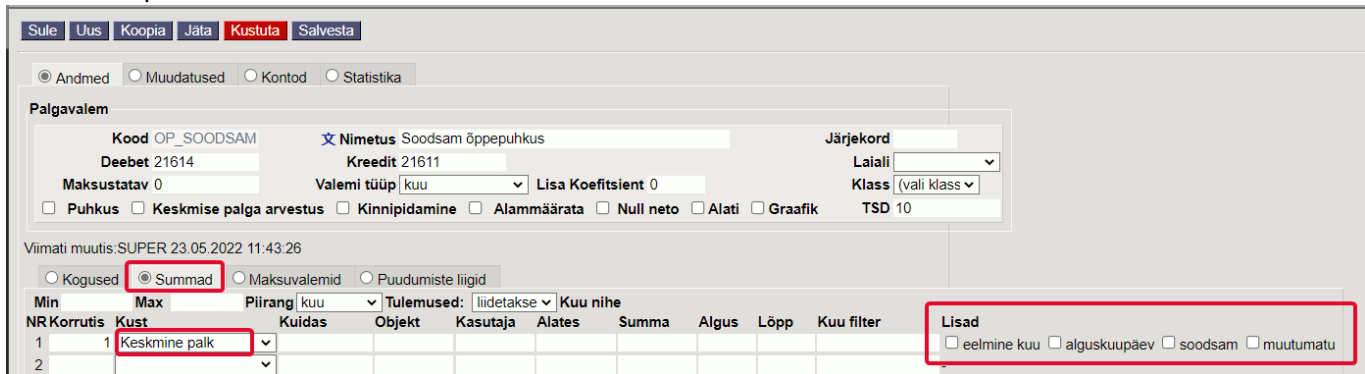 Sule Uus Koopia Jäta Kustuta Salvesta
Andmed Muudatused Kontod Statistika
Palgavalem
Kood OP_SOODSAM 文 Nimetus Soodsam õppepuhkus Järjekord
Deebet 21614 Kreedit 21611 Laiali
Maksustatav 0 Valemi tüüp kuu Lisa Koefitsient 0 Klass (vali klass
Puhkus Keskmise palga arvestus Kinnipidamine Alammäärata Null neto Alati Graafik TSD 10
Viimati muutis:SUPER 23.05.2022 11:43:26
Kogused Summad Maksuvalemid Puudumiste liigid
Min Max Piirang kuu Tulemused: liidetakse Kuu nihe
NR Korrutis Kust Kuidas Objekt Kasutaja Alates Summa Algus Lõpp Kuu filter Lisad
1 1 Keskmine palk eelmine kuu alguskuupäev soodsam muutumatu
2 -